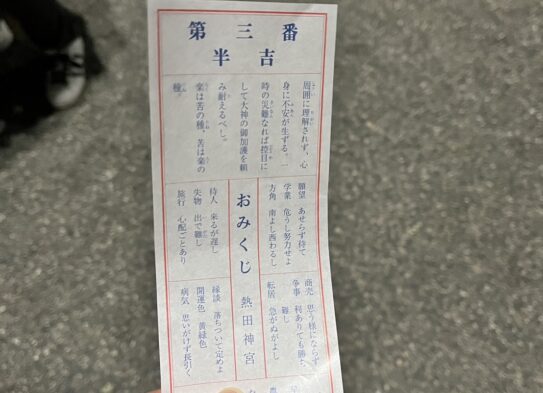 第三番
半吉
周囲に理解されず、心
身に不安が生ずる。一
時の災難なれば控目に
して大神の御加護を頼
み耐えるべし。
楽は苦の種、苦は楽の
種。
願望 あせらず待て
学業 危うし努力せよ
方角 南よし西わるし
おみくじ 熱田神宮
待人 来るが遅し
失物 出で難し
旅行 心配ごとあり
商売 思う様にならず
争事 利ありても勝ち
難し
転居 急がぬがよし
縁談 落ちついて定めよ
開運色 黄緑色
病気 思いがけず長引く